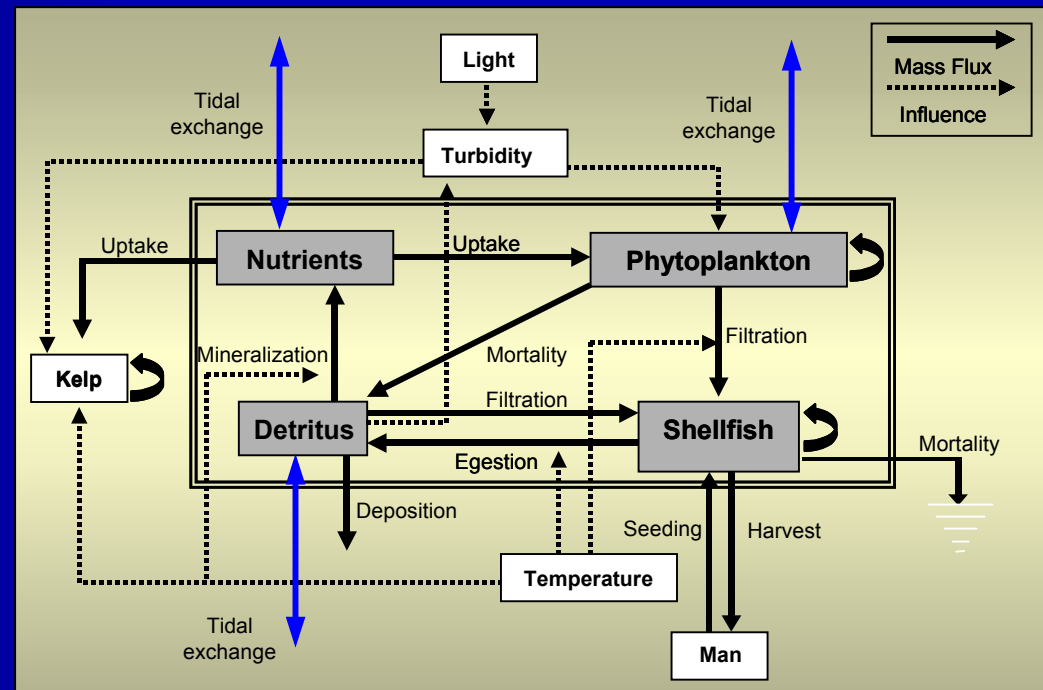 Light
Mass Flux
Influence
Tidal
exchange
Tidal
exchange
Turbidity
Uptake
Nutrients
Uptake
Phytoplankton
Mineralization
Mortality
Filtration
Kelp
Filtration
Detritus
Shellfish
Egestion
Mortality
Deposition
Seeding
Harvest
Temperature
Tidal
exchange
Man